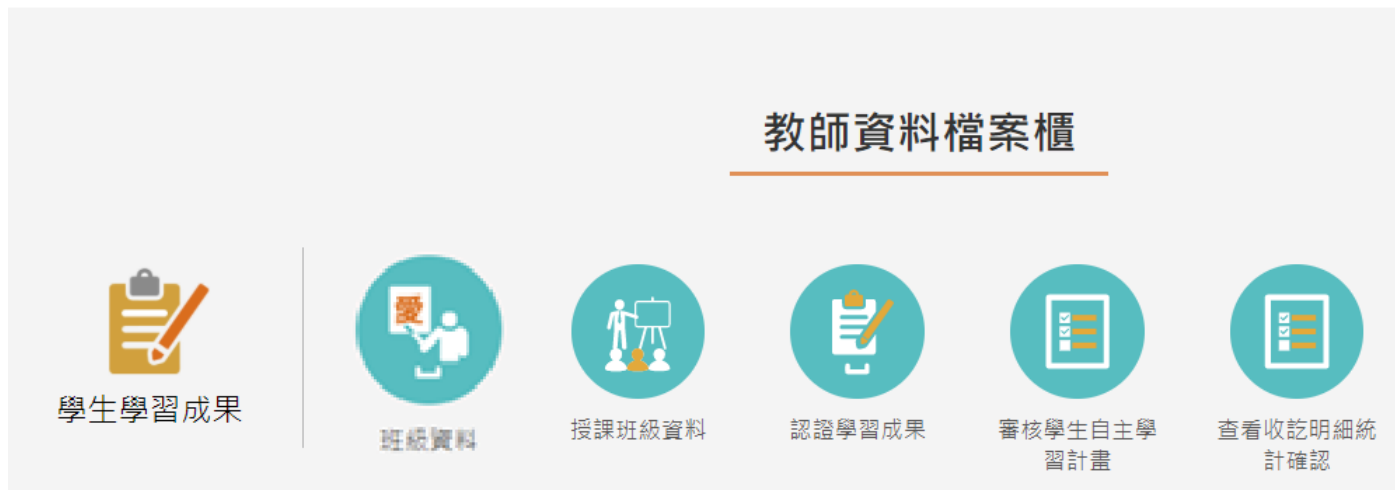 教師資料檔案櫃
愛
學生學習成果
班級資料
授課班級資料
認證學習成果
審核學生自主學
習計畫
查看收訖明細統
計確認